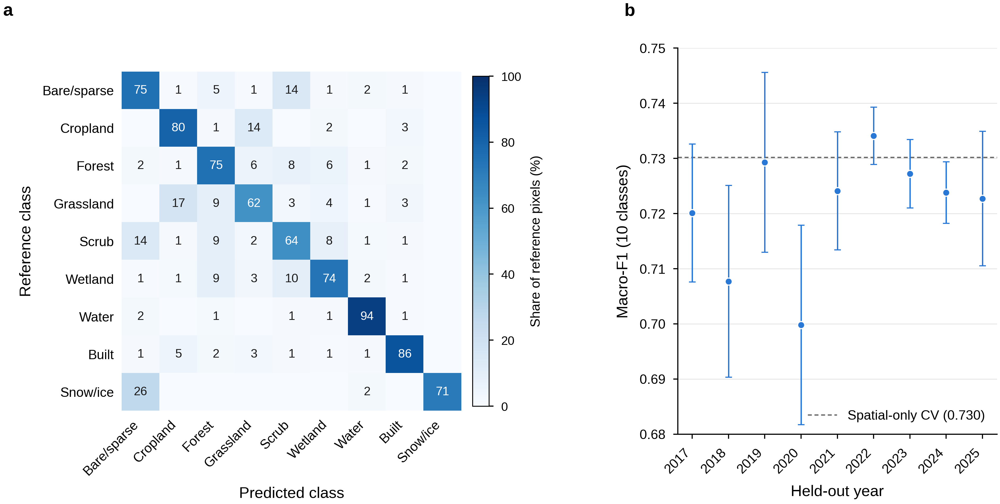 a
Bare/sparse 75 1 5 1 14 1 2 1
Cropland 80 1 14 2 3
Forest 2 1 75 6 8 6 1 2
Grassland 17 9 62 3 4 1 3
Scrub 14 1 9 2 64 8 1 1
Wetland 1 1 9 3 10 74 2 1
Water 2 1 1 1 94 1
Built 1 5 2 3 1 1 1 86
Snow/ice 26 2 71
Reference class
Bare/sparse
Cropland
Forest
Grassland
Scrub
Wetland
Water
Built
Snow/ice
Predicted class
100
80
60
40
20
0
Share of reference pixels (%)
b
0.75
0.74
0.73
0.72
0.71
0.70
0.69
0.68
Macro-F1 (10 classes)
Spatial-only CV (0.730)
2017
2018
2019
2020
2021
2022
2023
2024
2025
Held-out year